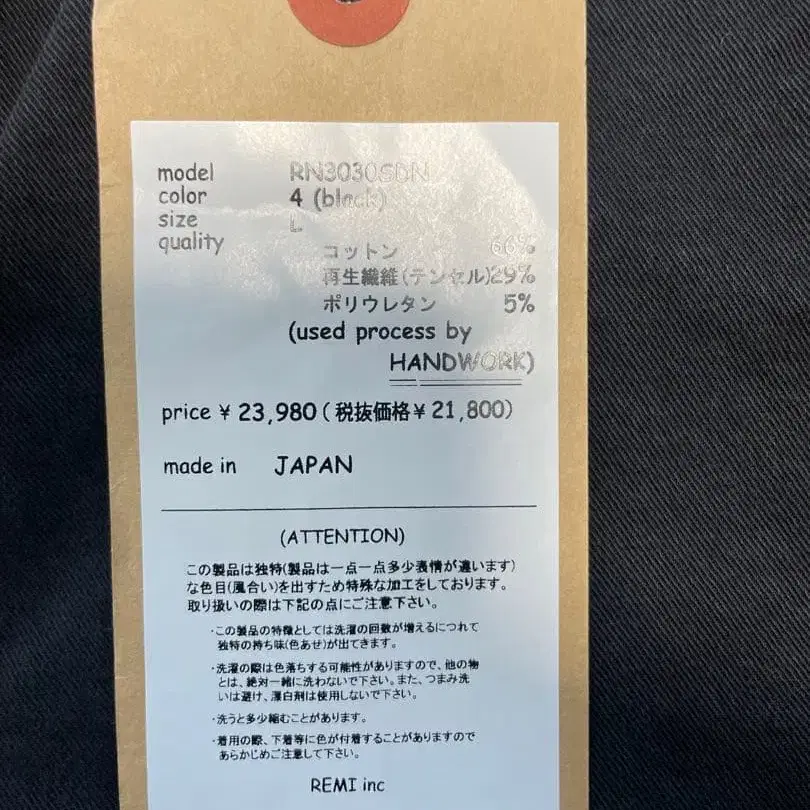 model RN3030SDN
color 4 (black)
size L
quality
コットン 66%
再生繊維(テンセル)29%
ポリウレタン 5%
(used process by
HANDWORK)
price ¥ 23,980 (税抜価格¥ 21,800)
made in JAPAN
(ATTENTION)
この製品は独特(製品は一点一点多少表情が違います)
な色目(風合い)を出すため特殊な加工をしております。
取り扱いの際は下記の点にご注意下さい。
・この製品の特徴としては洗濯の回数が増えるにつれて
独特の持ち味(色あせ)が出てきます。
・洗濯の際は色落ちする可能性がありますので、他の物
とは、絶対一緒に洗わないで下さい。また、つまみ洗
いは避け、漂白剤は使用しないで下さい。
・洗うと多少縮むことがあります。
・着用の際、下着等に色が付着することがありますので
あらかじめご注意して下さい。
REMI inc